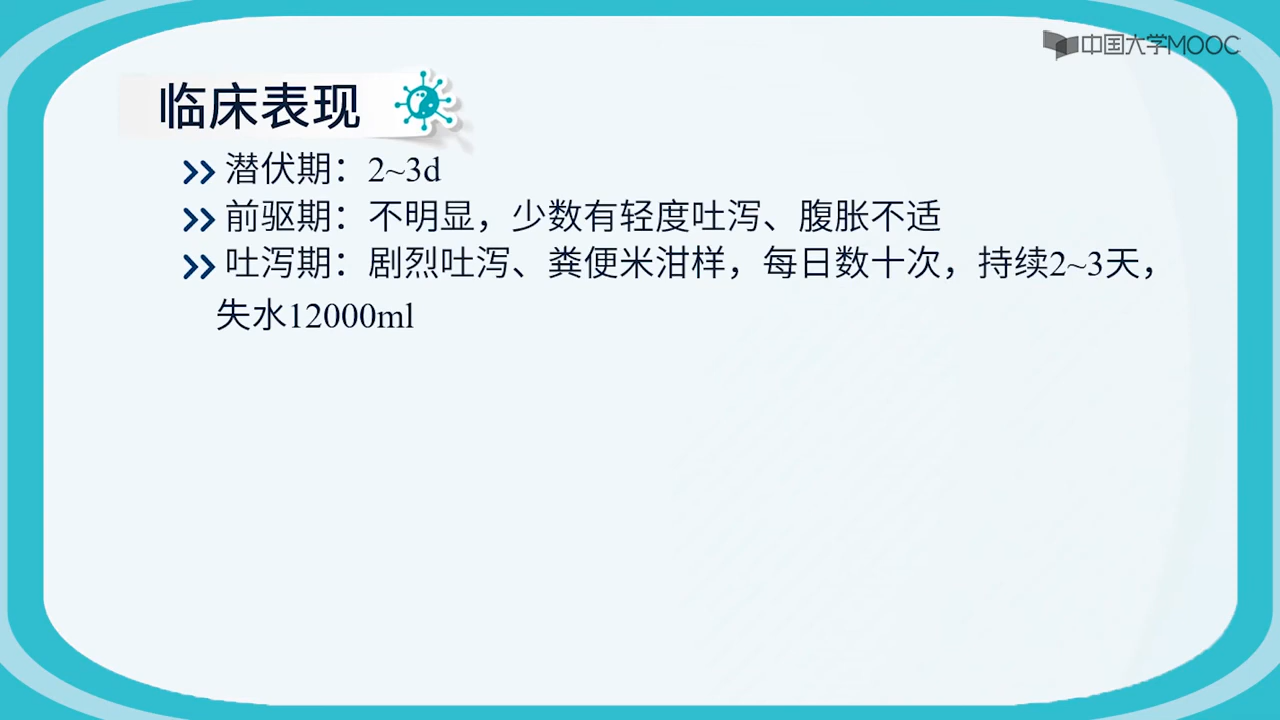 中国大学MOOC
临床表现
潜伏期：2~3d
前驱期：不明显，少数有轻度吐泻、腹胀不适
吐泻期：剧烈吐泻、粪便米泔样，每日数十次，持续2~3天，
失水12000ml